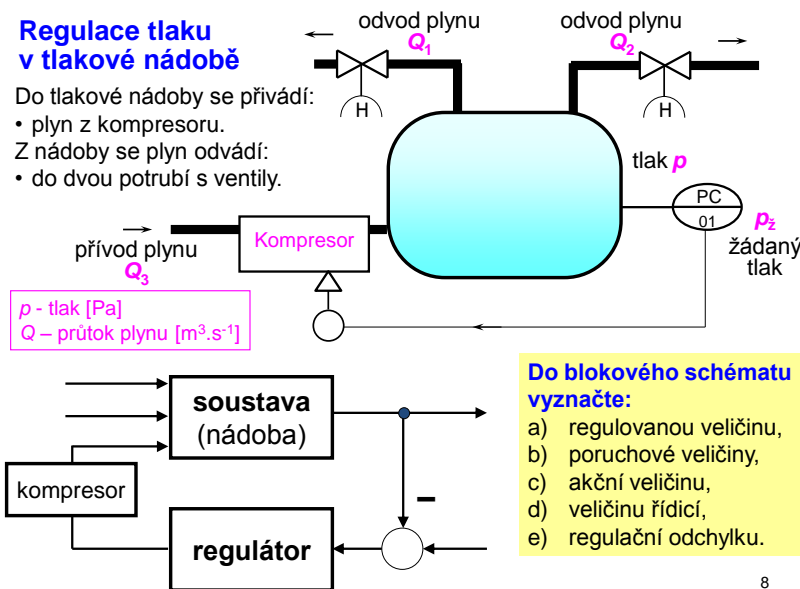 Regulace tlaku
v tlakové nádobě
Do tlakové nádoby se přivádí:
• plyn z kompresoru.
Z nádoby se plyn odvádí:
• do dvou potrubí s ventily.
odvod plynu
Q1
odvod plynu
Q2
H
H
tlak p
PC
01
pž
žádaný
tlak
přívod plynu
Q3
Kompresor
p - tlak [Pa]
Q – průtok plynu [m³.s⁻¹]
soustava
(nádoba)
kompresor
–
regulátor
Do blokového schématu
vyznačte:
a) regulovanou veličinu,
b) poruchové veličiny,
c) akční veličinu,
d) veličinu řídicí,
e) regulační odchylku.
8